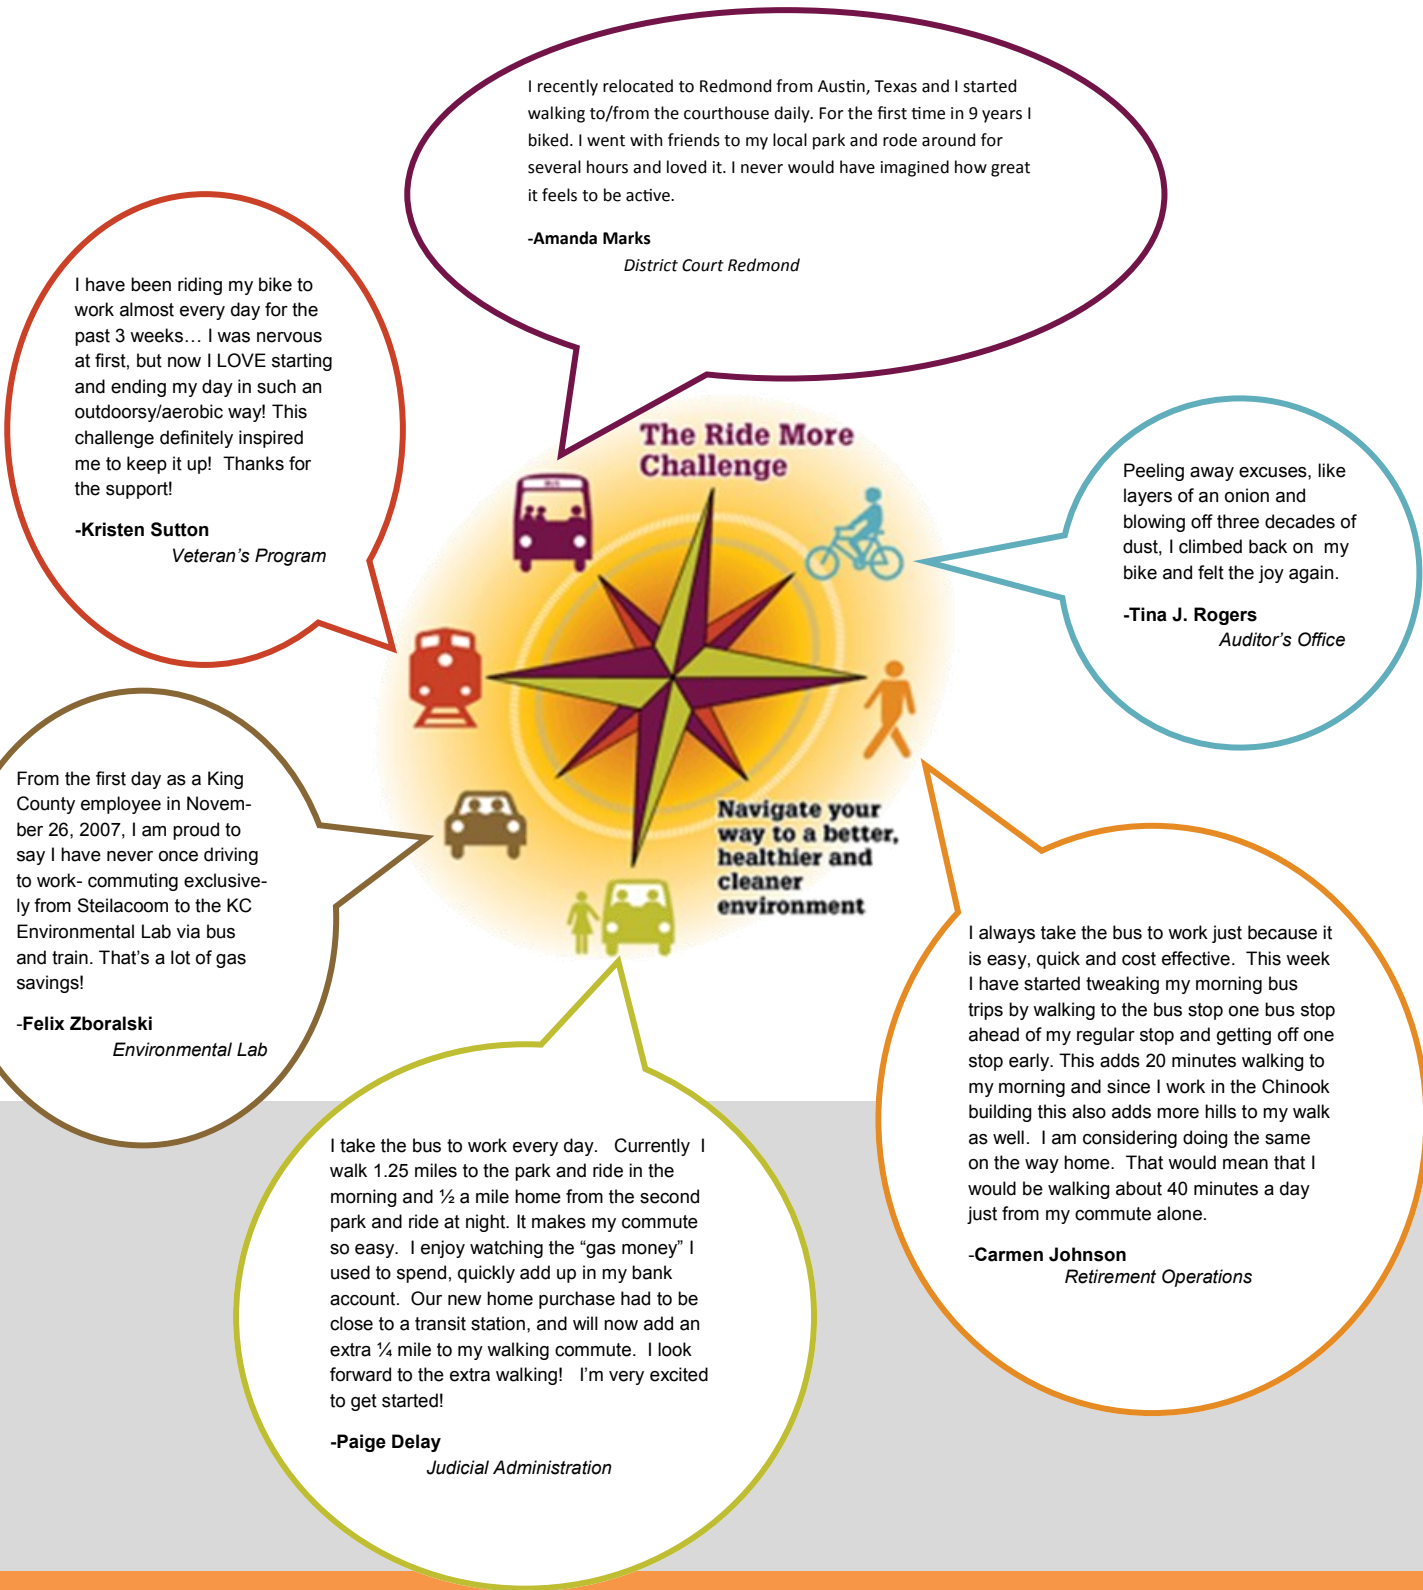 I recently relocated to Redmond from Austin, Texas and I started
walking to/from the courthouse daily. For the first time in 9 years I
biked. I went with friends to my local park and rode around for
several hours and loved it. I never would have imagined how great
it feels to be active.
-Amanda Marks
District Court Redmond
I have been riding my bike to
work almost every day for the
past 3 weeks… I was nervous
at first, but now I LOVE starting
and ending my day in such an
outdoorsy/aerobic way! This
challenge definitely inspired
me to keep it up!  Thanks for
the support!
-Kristen Sutton
Veteran's Program
The Ride More
Challenge
BUS
Peeling away excuses, like
layers of an onion and
blowing off three decades of
dust, I climbed back on  my
bike and felt the joy again.
-Tina J. Rogers
Auditor's Office
From the first day as a King
County employee in Novem-
ber 26, 2007, I am proud to
say I have never once driving
to work- commuting exclusive-
ly from Steilacoom to the KC
Environmental Lab via bus
and train. That's a lot of gas
savings!
-Felix Zboralski
Environmental Lab
Navigate your
way to a better,
healthier and
cleaner
environment
I always take the bus to work just because it
is easy, quick and cost effective.  This week
I have started tweaking my morning bus
trips by walking to the bus stop one bus stop
ahead of my regular stop and getting off one
stop early. This adds 20 minutes walking to
my morning and since I work in the Chinook
building this also adds more hills to my walk
as well.  I am considering doing the same
on the way home.  That would mean that I
would be walking about 40 minutes a day
just from my commute alone.
-Carmen Johnson
Retirement Operations
I take the bus to work every day.   Currently  I
walk 1.25 miles to the park and ride in the
morning and ½ a mile home from the second
park and ride at night. It makes my commute
so easy.  I enjoy watching the “gas money” I
used to spend, quickly add up in my bank
account.  Our new home purchase had to be
close to a transit station, and will now add an
extra ¼ mile to my walking commute.  I look
forward to the extra walking!   I'm very excited
to get started!
-Paige Delay
Judicial Administration